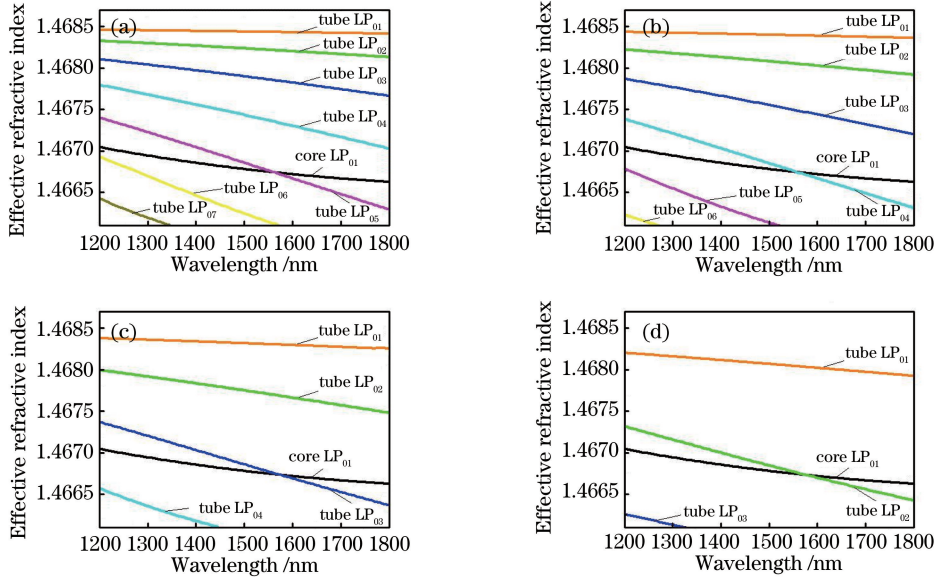 (a)
Effective refractive index
1.4685
1.4680
1.4675
1.4670
1.4665
tube LP01
tube LP02
tube LP03
tube LP04
core LP01
tube LP06
tube LP05
tube LP07
1200 1300 1400 1500 1600 1700 1800
Wavelength /nm
(b)
Effective refractive index
1.4685
1.4680
1.4675
1.4670
1.4665
tube LP01
tube LP02
tube LP03
core LP01
tube LP05
tube LP04
tube LP06
1200 1300 1400 1500 1600 1700 1800
Wavelength /nm
(c)
Effective refractive index
1.4685
1.4680
1.4675
1.4670
1.4665
tube LP01
tube LP02
core LP01
tube LP04
tube LP03
1200 1300 1400 1500 1600 1700 1800
Wavelength /nm
(d)
Effective refractive index
1.4685
1.4680
1.4675
1.4670
1.4665
tube LP01
core LP01
tube LP02
tube LP03
1200 1300 1400 1500 1600 1700 1800
Wavelength /nm